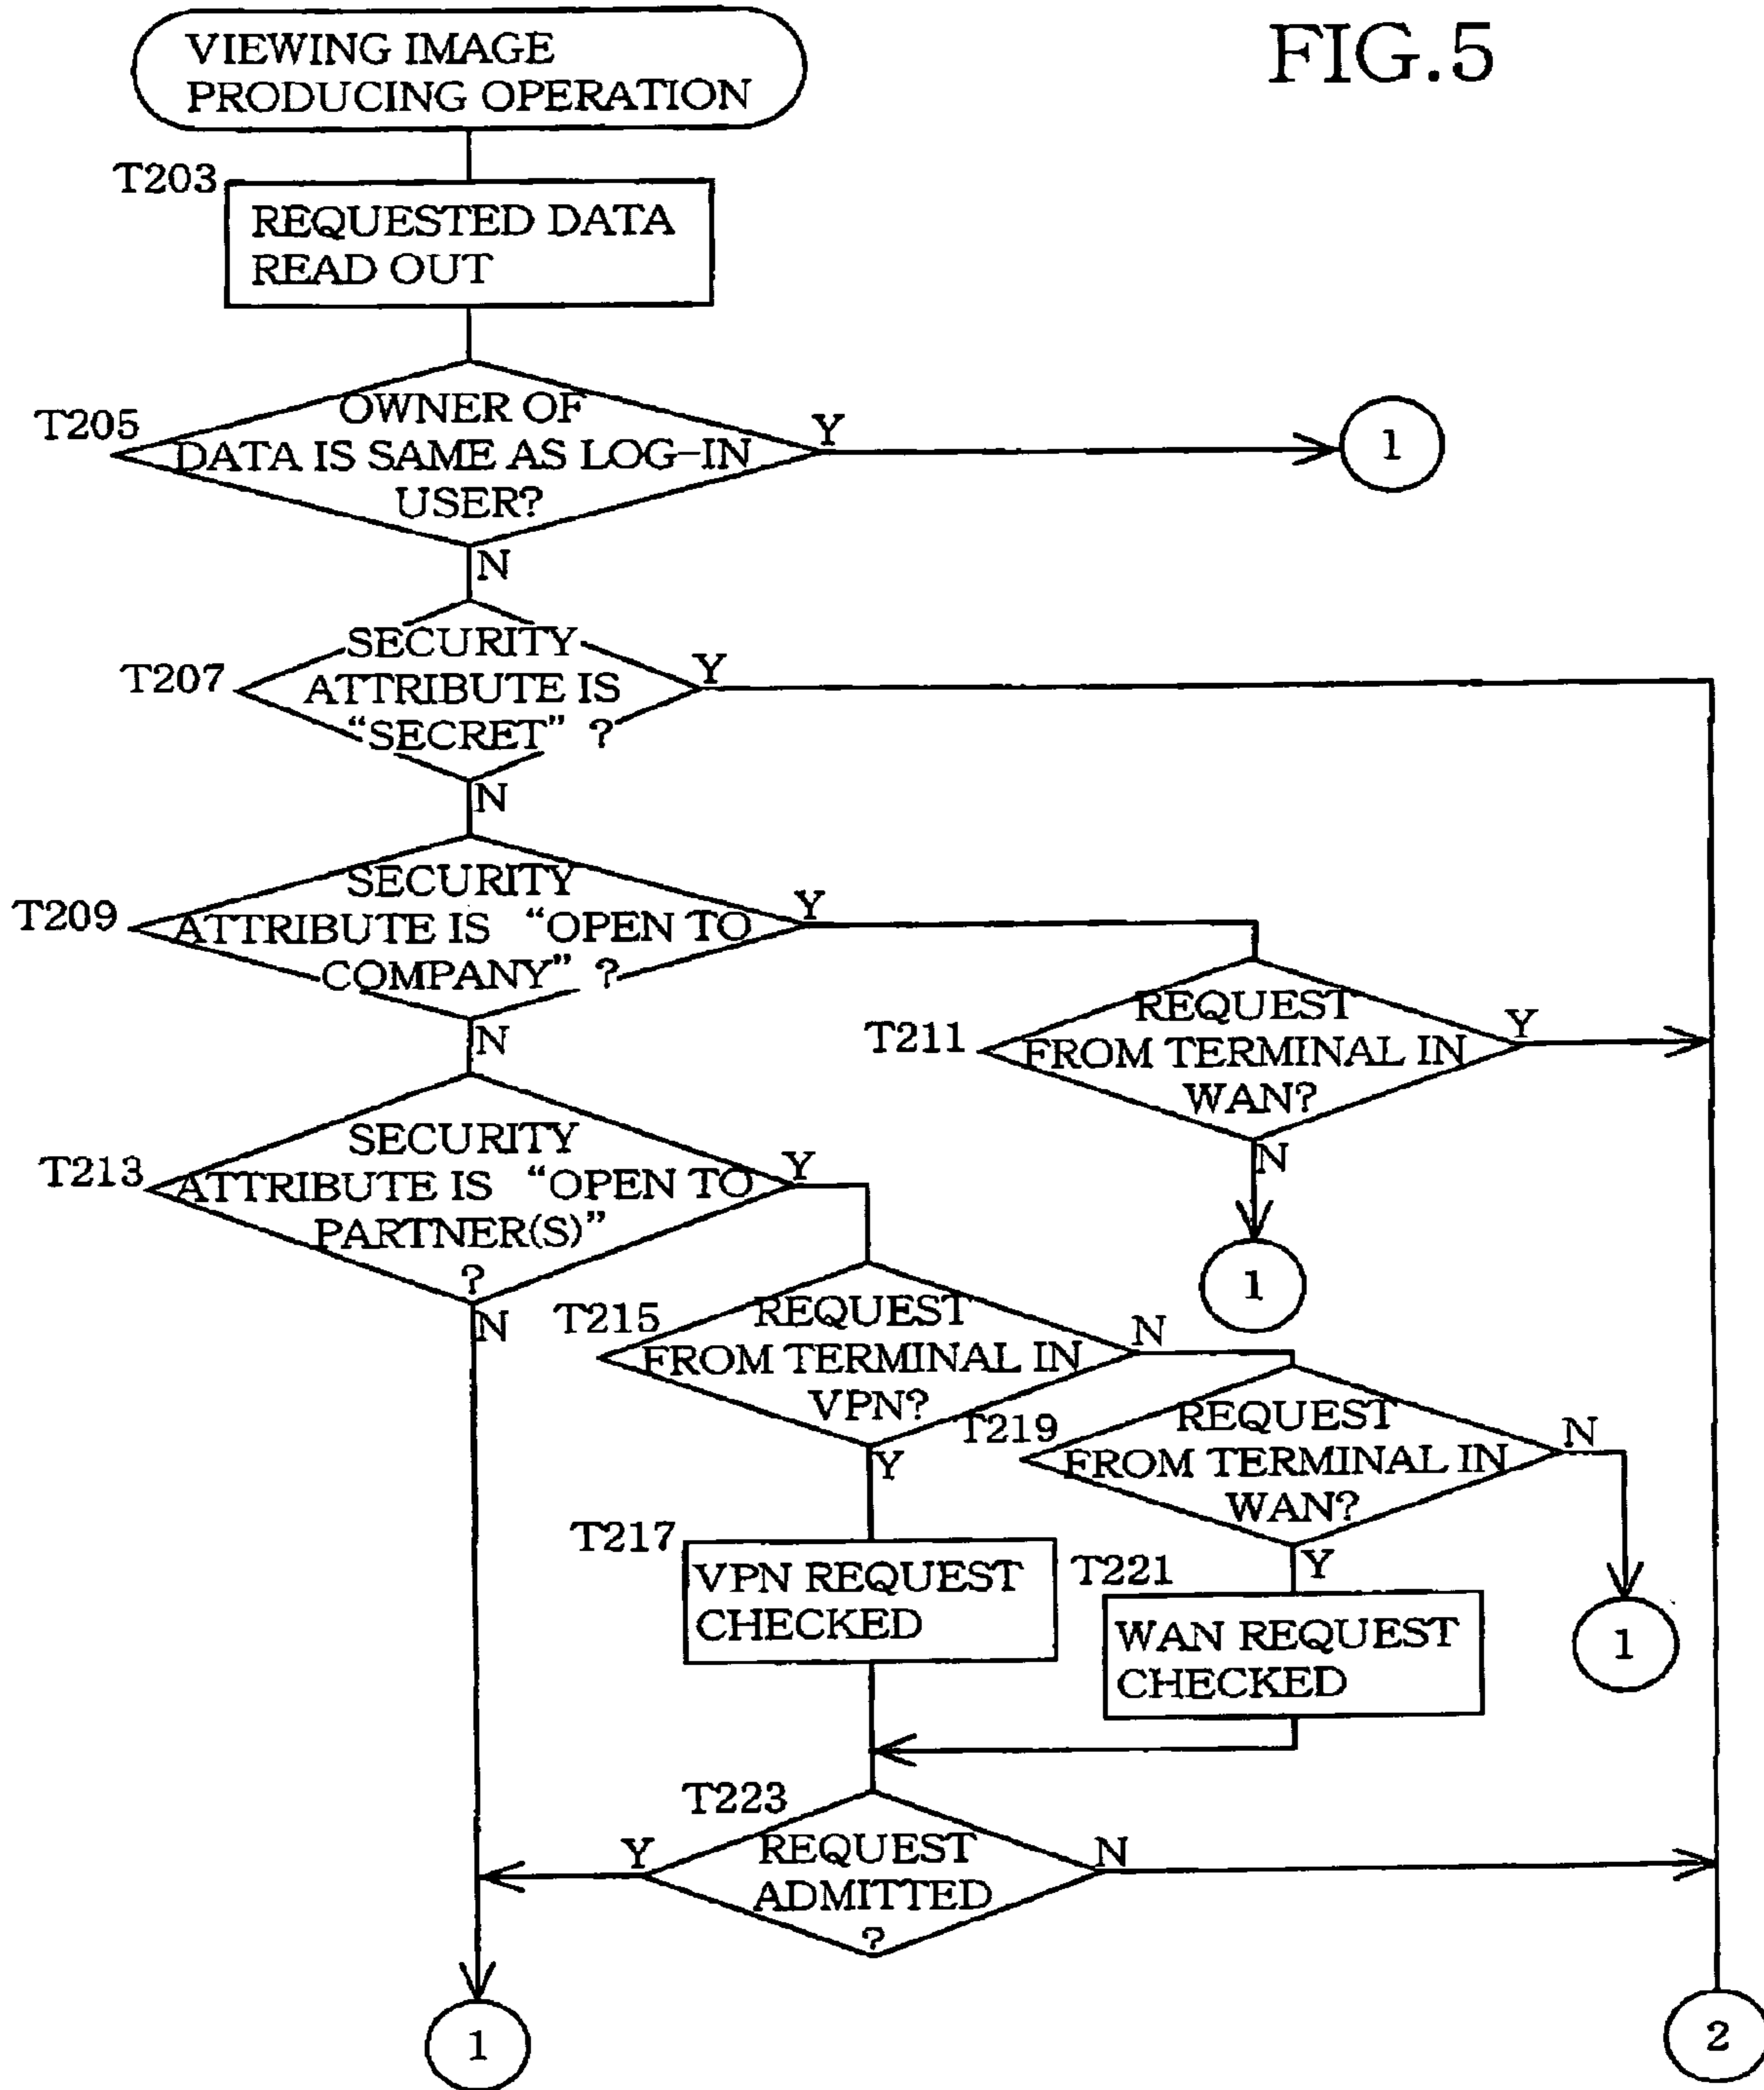 FIG.5
VIEWING IMAGE
PRODUCING OPERATION
T203
REQUESTED DATA
READ OUT
T205
OWNER OF
DATA IS SAME AS LOG-IN
USER?
Y
1
N
T207
SECURITY
ATTRIBUTE IS
“SECRET” ?
Y
N
T209
SECURITY
ATTRIBUTE IS “OPEN TO
COMPANY” ?
Y
N
T211
REQUEST
FROM TERMINAL IN
WAN?
Y
N
1
T213
SECURITY
ATTRIBUTE IS “OPEN TO
PARTNER(S)”
?
Y
N
T215
REQUEST
FROM TERMINAL IN
VPN?
N
Y
T219
REQUEST
FROM TERMINAL IN
WAN?
N
Y
1
T217
VPN REQUEST
CHECKED
T221
WAN REQUEST
CHECKED
T223
REQUEST
ADMITTED
?
Y
N
1
2